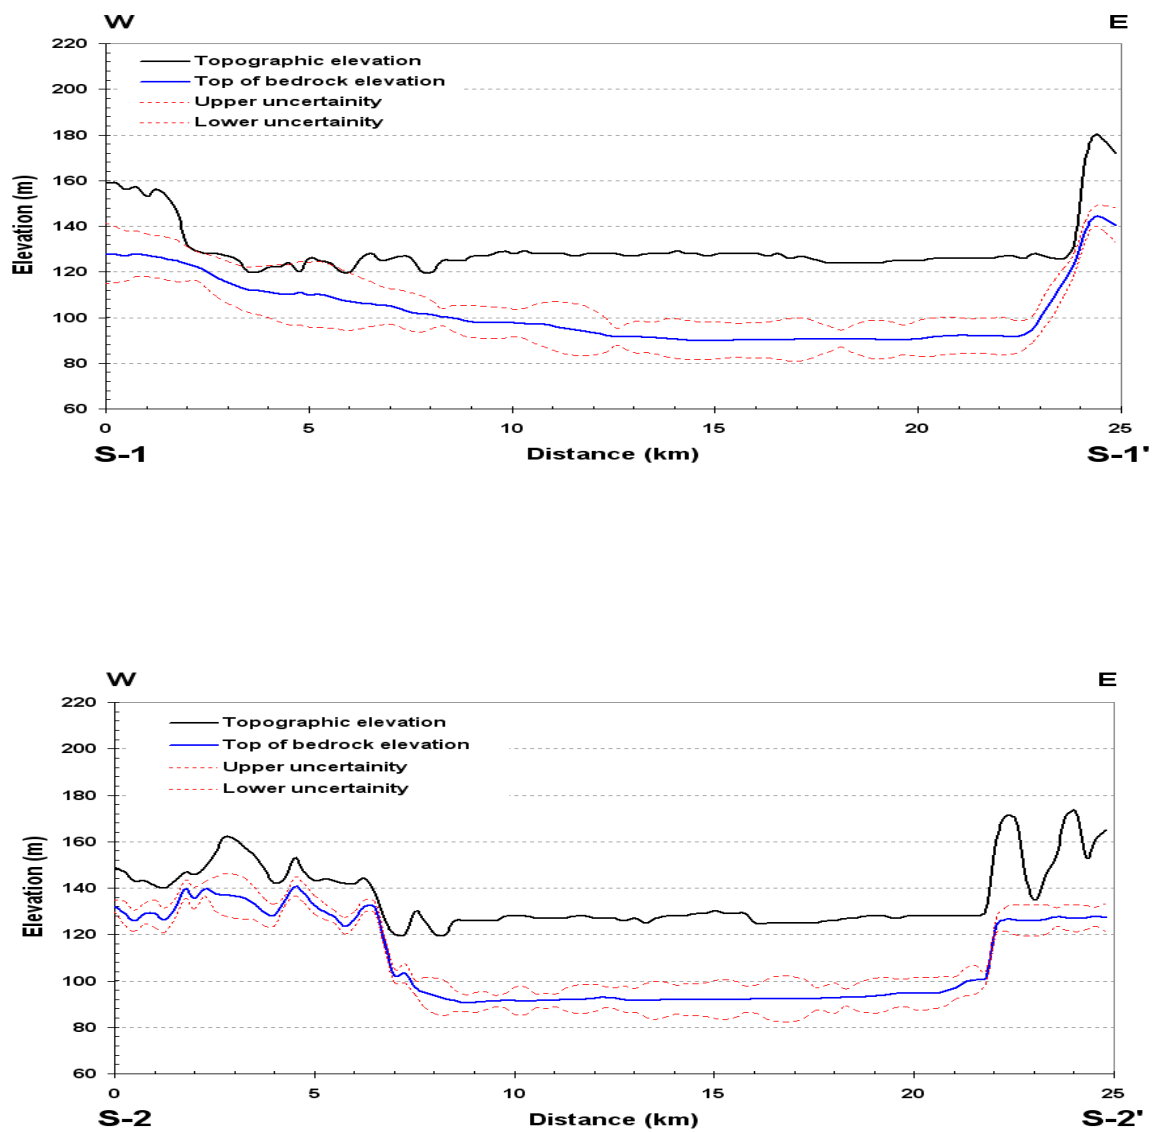 W E
220
Topographic elevation
200
Top of bedrock elevation
Upper uncertainity
180
Lower uncertainity
160
140
120
100
80
60
Elevation (m)
0 5 10 15 20 25
S-1 Distance (km) S-1'
W E
220
Topographic elevation
200
Top of bedrock elevation
Upper uncertainity
180
Lower uncertainity
160
140
120
100
80
60
Elevation (m)
0 5 10 15 20 25
S-2 Distance (km) S-2'